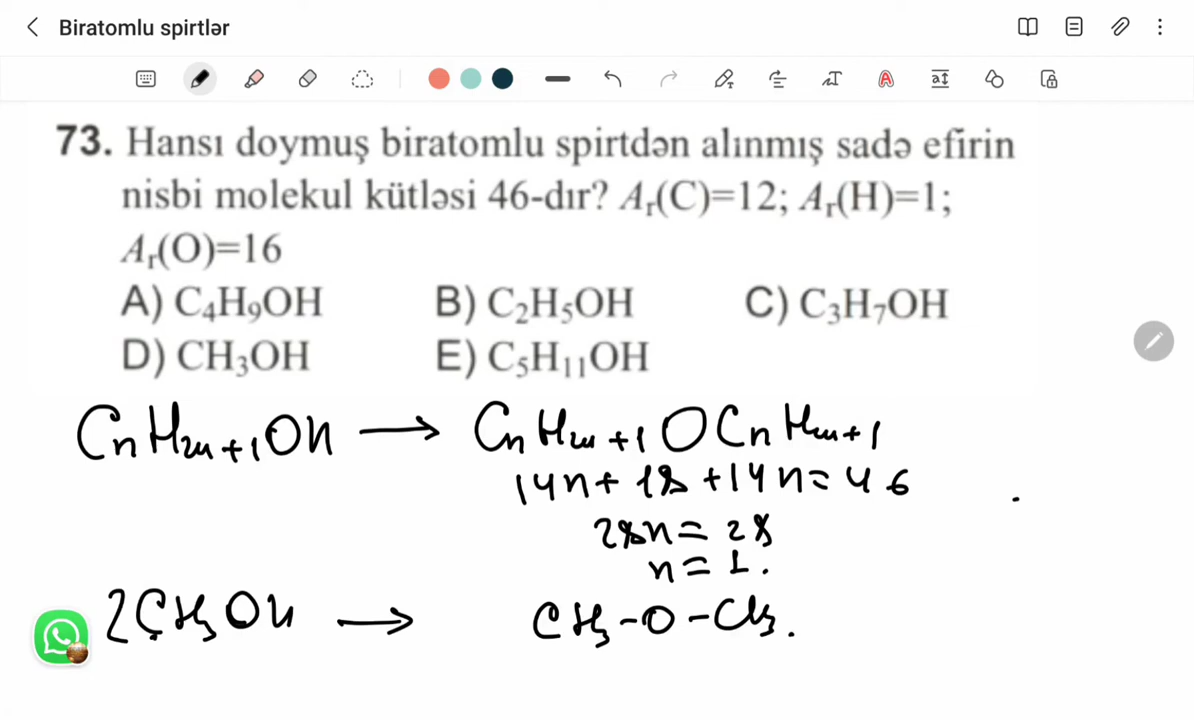 Biratomlu spirtlər
73. Hansı doymuş biratomlu spirtdən alınmış sadə efirin
nisbi molekul kütləsi 46-dır? Aᵣ(C)=12; Aᵣ(H)=1;
Aᵣ(O)=16
A) C₄H₉OH B) C₂H₅OH C) C₃H₇OH
D) CH₃OH E) C₅H₁₁OH
CnH2n+1OH → CnH2n+1OCnH2n+1
14n+18+14n=46
28n=28
n=1.
2CH₃OH → CH₃-O-CH₃.